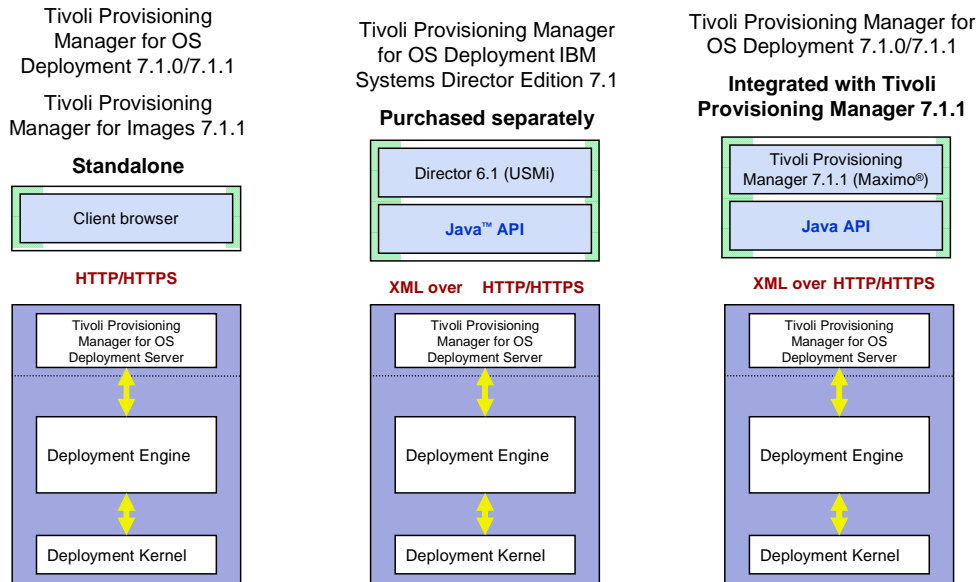 Tivoli Provisioning
Manager for OS
Deployment 7.1.0/7.1.1
Tivoli Provisioning
Manager for Images 7.1.1
Standalone
Client browser
HTTP/HTTPS
Tivoli Provisioning
Manager for OS
Deployment Server
Deployment Engine
Deployment Kernel
Tivoli Provisioning Manager
for OS Deployment IBM
Systems Director Edition 7.1
Purchased separately
Director 6.1 (USMi)
Java™ API
XML over HTTP/HTTPS
Tivoli Provisioning
Manager for OS
Deployment Server
Deployment Engine
Deployment Kernel
Tivoli Provisioning Manager for
OS Deployment 7.1.0/7.1.1
Integrated with Tivoli
Provisioning Manager 7.1.1
Tivoli Provisioning
Manager 7.1.1 (Maximo®)
Java API
XML over HTTP/HTTPS
Tivoli Provisioning
Manager for OS
Deployment Server
Deployment Engine
Deployment Kernel